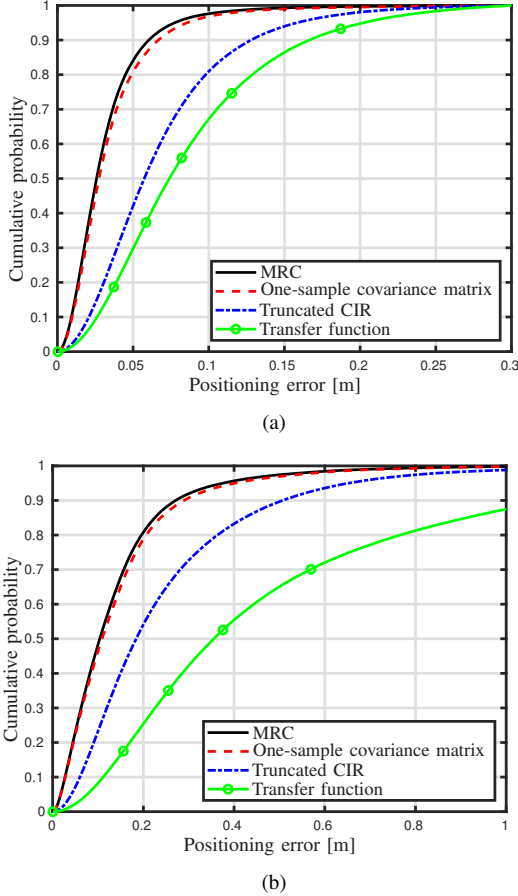 1
0.9
0.8
0.7
0.6
0.5
0.4
0.3
0.2
0.1
0
Cumulative probability
MRC
One-sample covariance matrix
Truncated CIR
Transfer function
0 0.05 0.1 0.15 0.2 0.25 0.3
Positioning error [m]
(a)
1
0.9
0.8
0.7
0.6
0.5
0.4
0.3
0.2
0.1
0
Cumulative probability
MRC
One-sample covariance matrix
Truncated CIR
Transfer function
0 0.2 0.4 0.6 0.8 1
Positioning error [m]
(b)